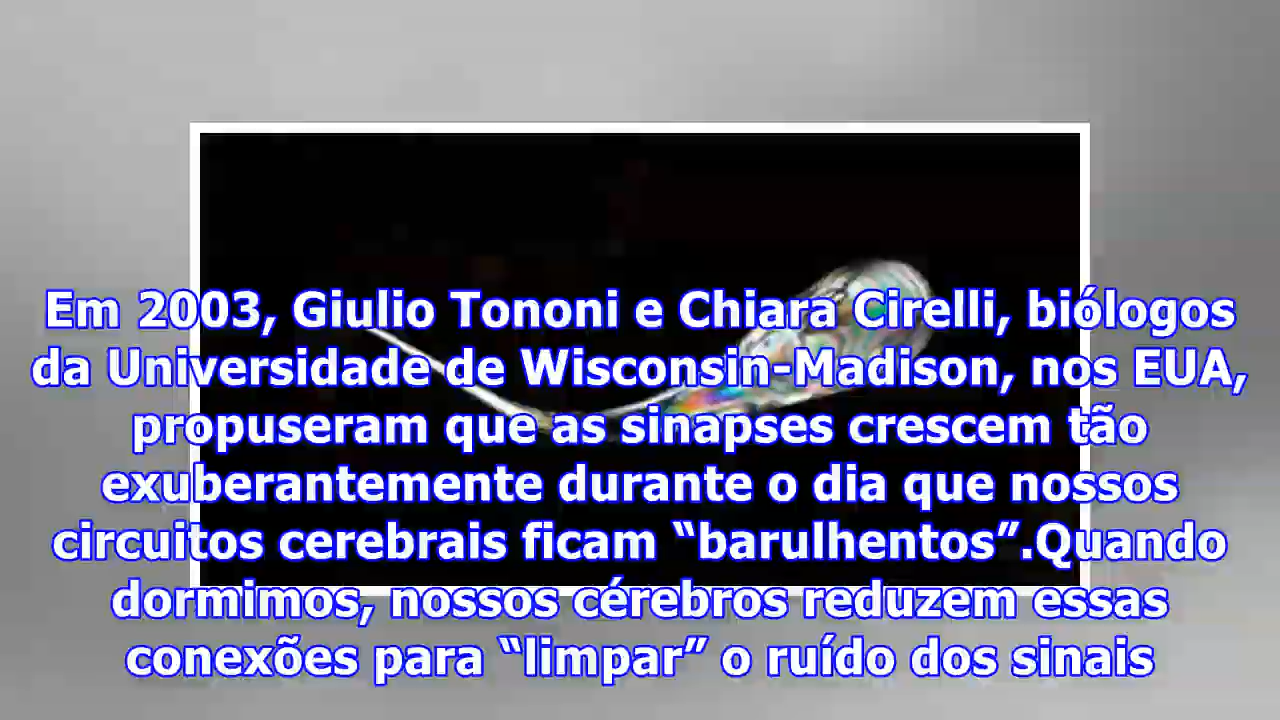 Em 2003, Giulio Tononi e Chiara Cirelli, biólogos
da Universidade de Wisconsin-Madison, nos EUA,
propuseram que as sinapses crescem tão
exuberantemente durante o dia que nossos
circuitos cerebrais ficam “barulhentos”.Quando
dormimos, nossos cérebros reduzem essas
conexões para “limpar” o ruído dos sinais